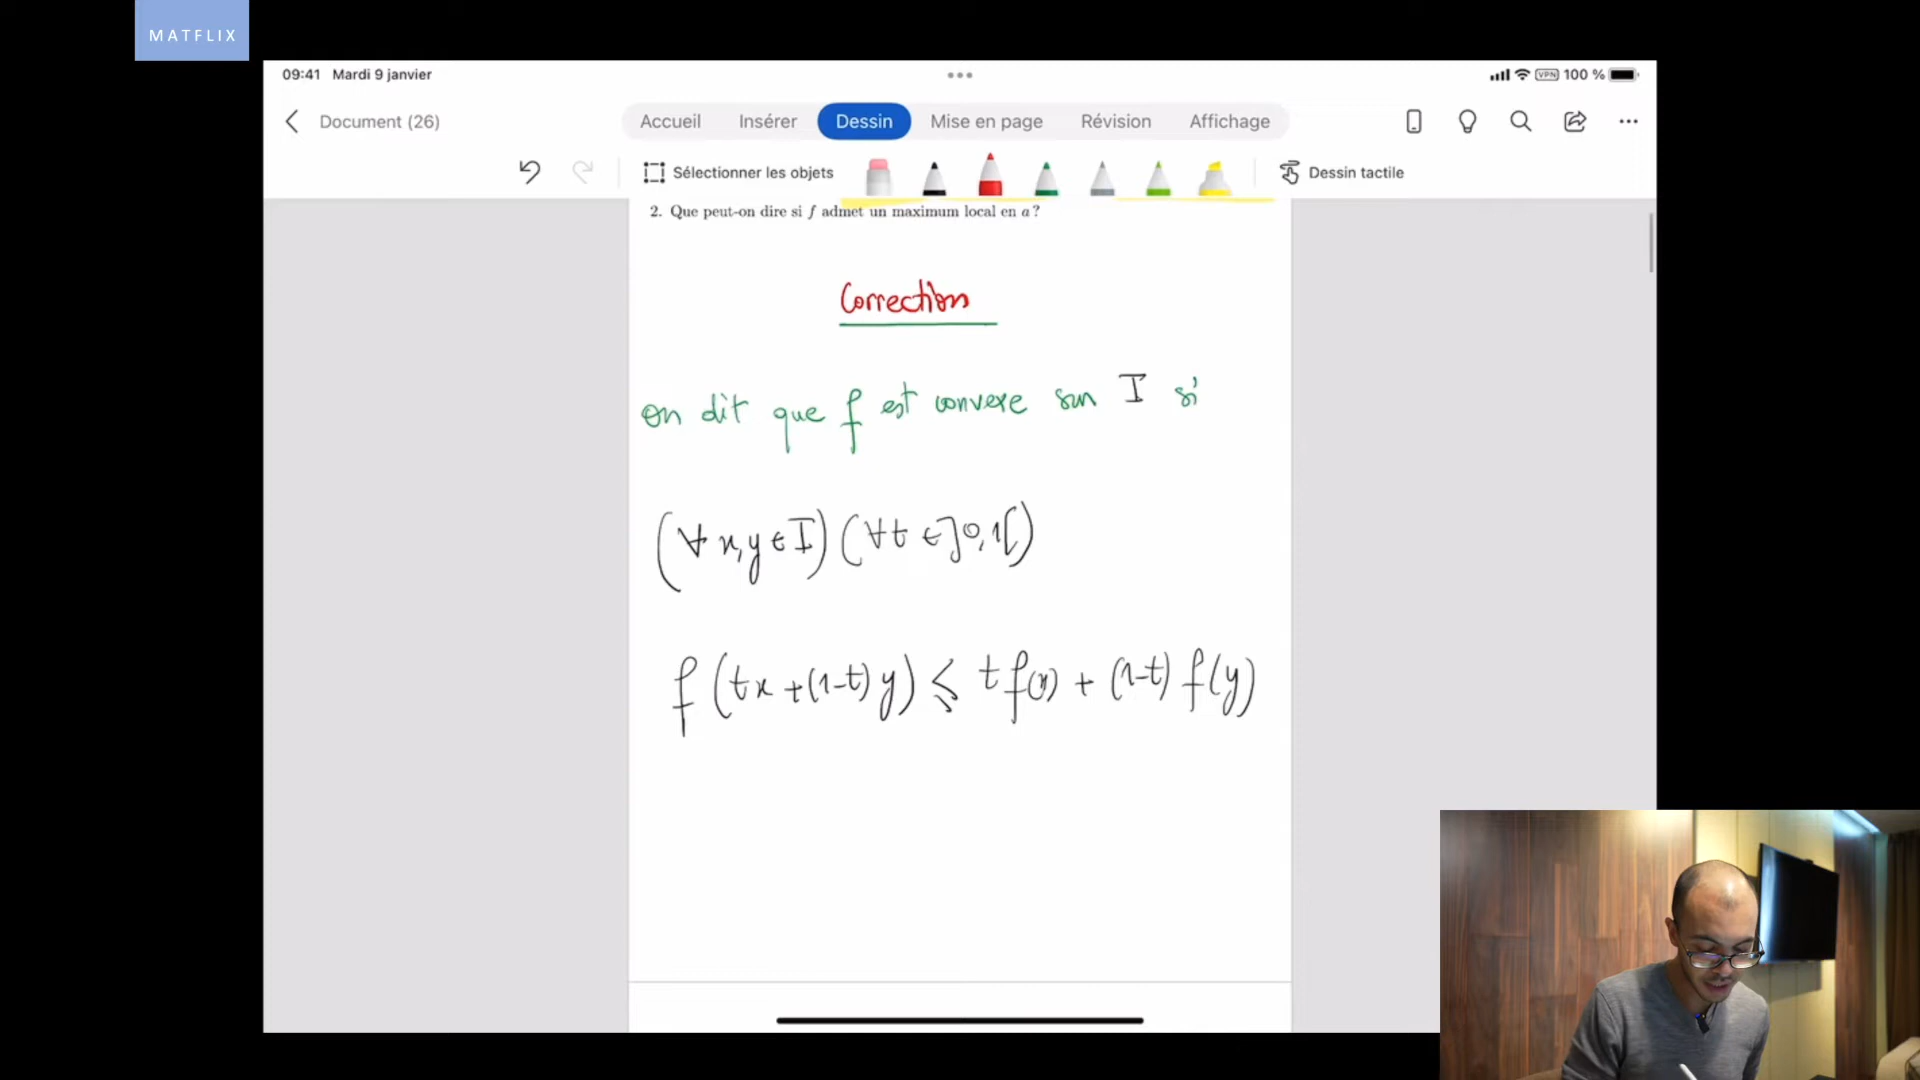 MATFLIX
09:41 Mardi 9 janvier
VPN 100 %
Document (26)
Accueil Insérer Dessin Mise en page Révision Affichage
Sélectionner les objets
Dessin tactile
2. Que peut-on dire si f admet un maximum local en a ?
Correction
on dit que f est convexe sur I si
(∀ x,y ∈ I) (∀t ∈ ]0,1[)
f (tx + (1-t) y) ⩽ t f(x) + (1-t) f(y)